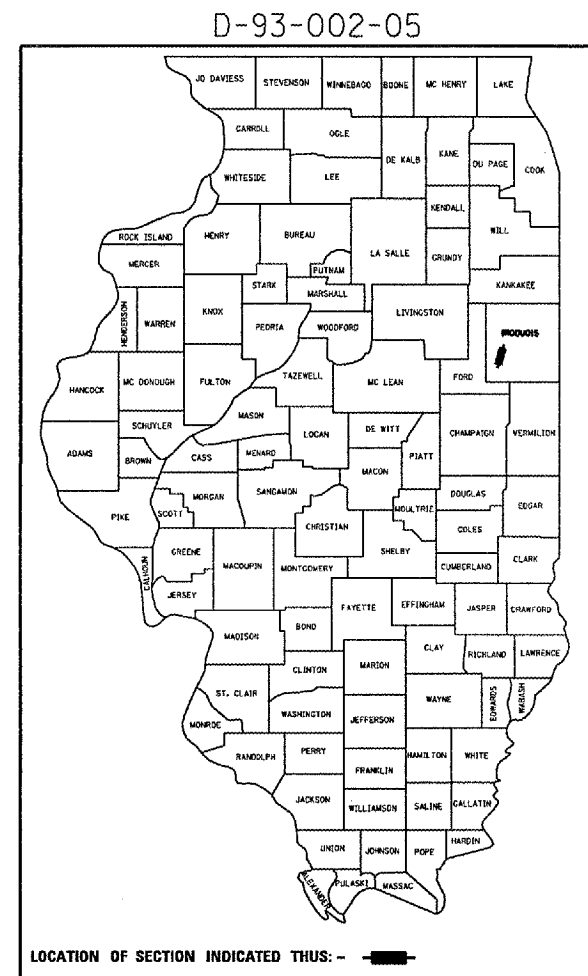 D-93-002-05
JO DAVIESS STEVENSON WINNEBAGO BOONE MC HENRY LAKE
CARROLL OGLE DE KALB KANE DU PAGE COOK
WHITESIDE LEE
KENDALL WILL
ROCK ISLAND HENRY BUREAU LA SALLE GRUNDY
MERCER PUTNAM KANKAKEE
STARK MARSHALL
HENDERSON WARREN KNOX PEORIA WOODFORD LIVINGSTON IROQUOIS
HANCOCK MC DONOUGH FULTON TAZEWELL MC LEAN FORD
MASON
SCHUYLER LOGAN DE WITT CHAMPAIGN VERMILION
ADAMS BROWN CASS MENARD MACON PIATT
MORGAN SANGAMON DOUGLAS
PIKE SCOTT CHRISTIAN MOULTRIE COLES EDGAR
SHELBY
CALHOUN GREENE MACOUPIN MONTGOMERY CUMBERLAND CLARK
JERSEY FAYETTE EFFINGHAM JASPER CRAWFORD
MADISON BOND
CLINTON MARION CLAY RICHLAND LAWRENCE
ST. CLAIR WAYNE EDWARDS WABASH
MONROE WASHINGTON JEFFERSON
RANDOLPH PERRY HAMILTON WHITE
FRANKLIN
JACKSON WILLIAMSON SALINE GALLATIN
UNION JOHNSON POPE HARDIN
ALEXANDER PULASKI MASSAC
LOCATION OF SECTION INDICATED THUS: -